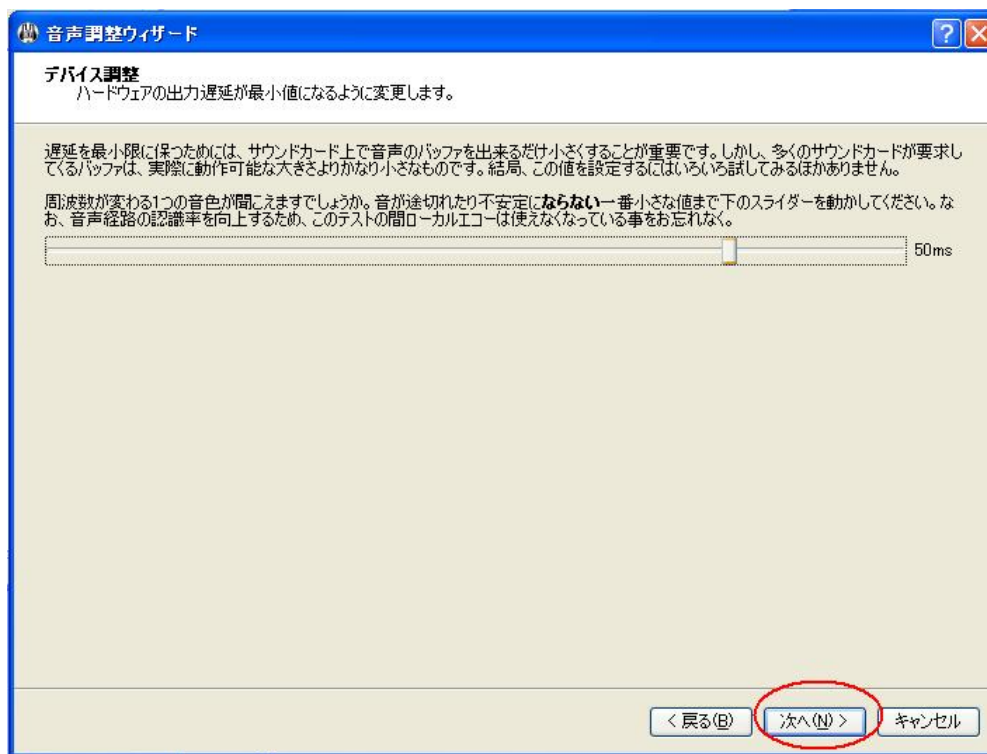 音声調整ウィザード
デバイス調整
ハードウェアの出力遅延が最小値になるように変更します。
遅延を最小限に保つためには、サウンドカード上で音声のバッファを出来るだけ小さくすることが重要です。しかし、多くのサウンドカードが要求し
てくるバッファは、実際に動作可能な大きさよりかなり小さなものです。結局、この値を設定するにはいろいろ試してみるほかありません。
周波数が変わる1つの音色が聞こえますでしょうか。音が途切れたり不安定にならない一番小さな値まで下のスライダーを動かしてください。な
お、音声経路の認識率を向上するため、このテストの間ローカルエコーは使えなくなっている事をお忘れなく。
50ms
< 戻る(B)
次へ(N) >
キャンセル